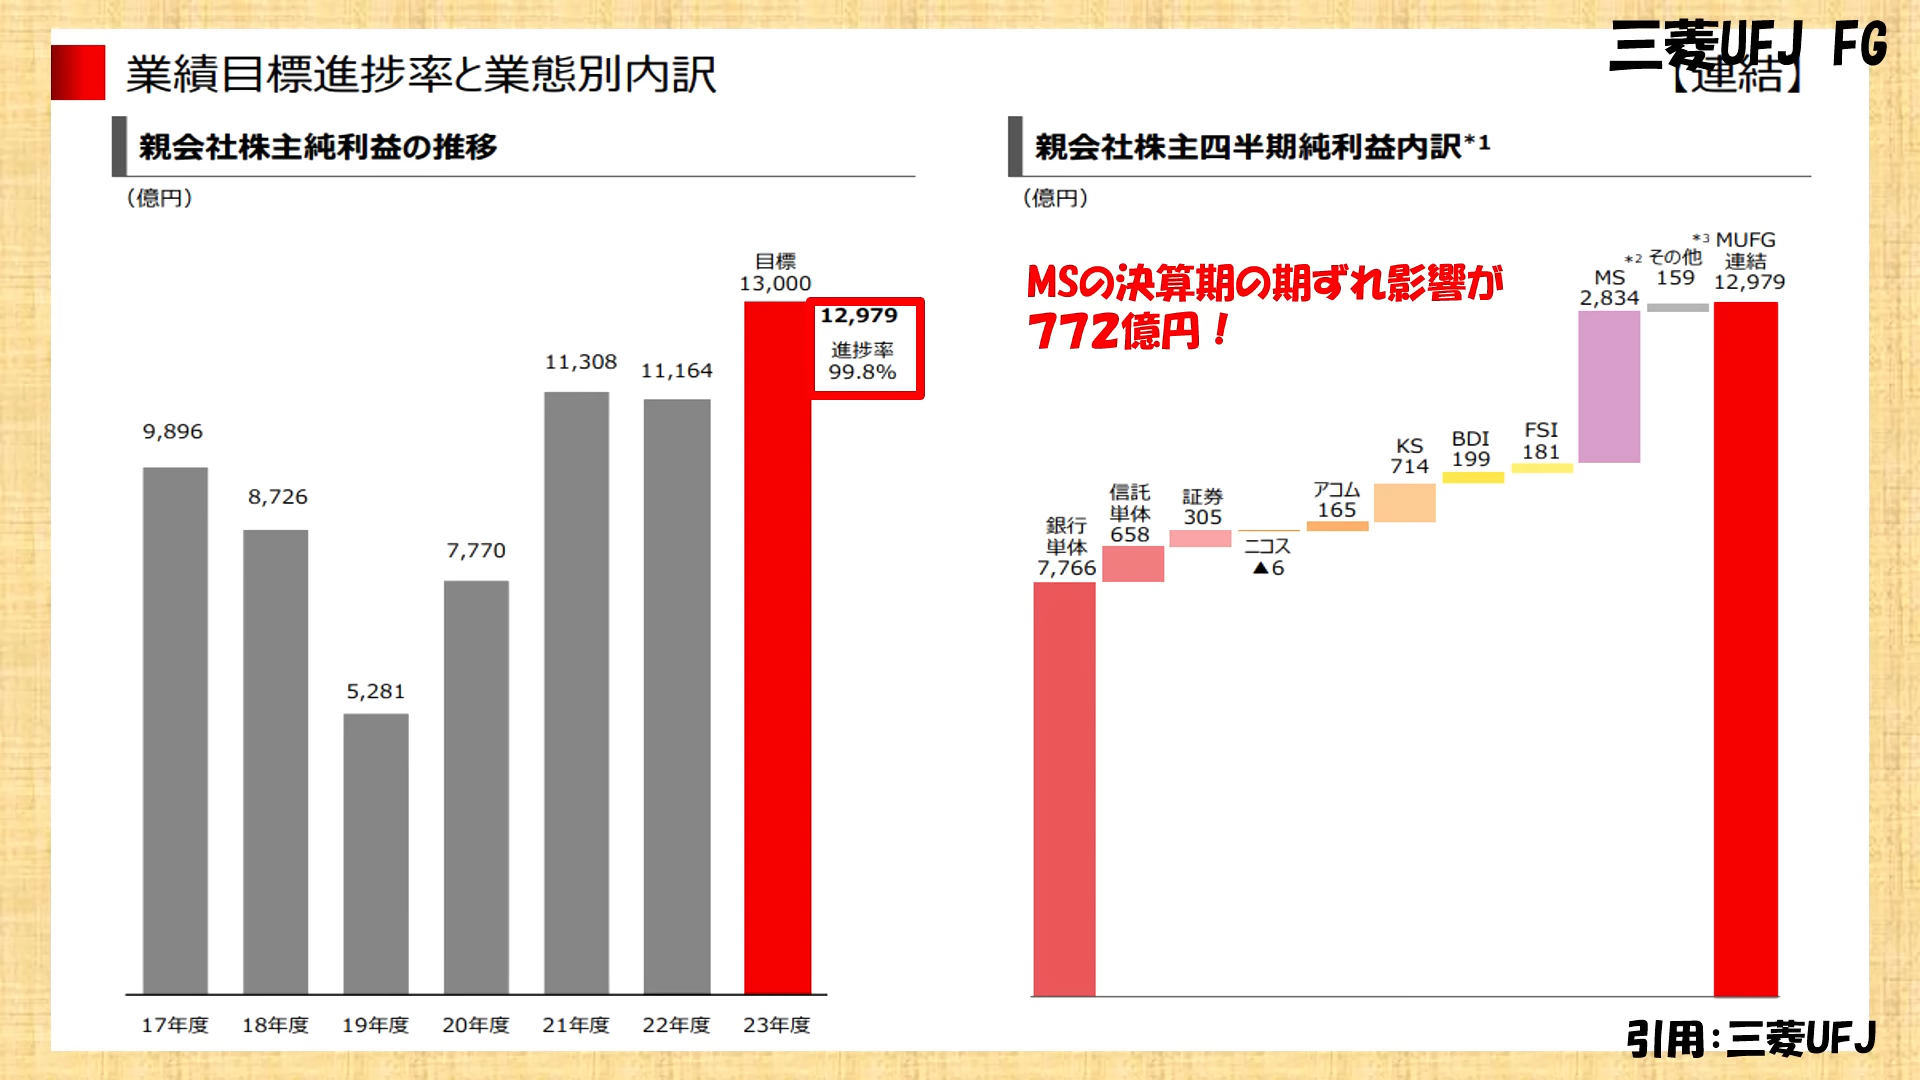 三菱UFJ FG
業績目標進捗率と業態別内訳
【連結】
親会社株主純利益の推移
（億円）
目標
13,000
12,979
進捗率
99.8%
11,308
11,164
9,896
8,726
7,770
5,281
17年度
18年度
19年度
20年度
21年度
22年度
23年度
親会社株主四半期純利益内訳*1
（億円）
MSの決算期の期ずれ影響が
772億円！
銀行
単体
7,766
信託
単体
658
証券
305
ニコス
▲6
アコム
165
KS
714
BDI
199
FSI
181
*2
MS
2,834
*3
その他
159
MUFG
連結
12,979
引用：三菱UFJ